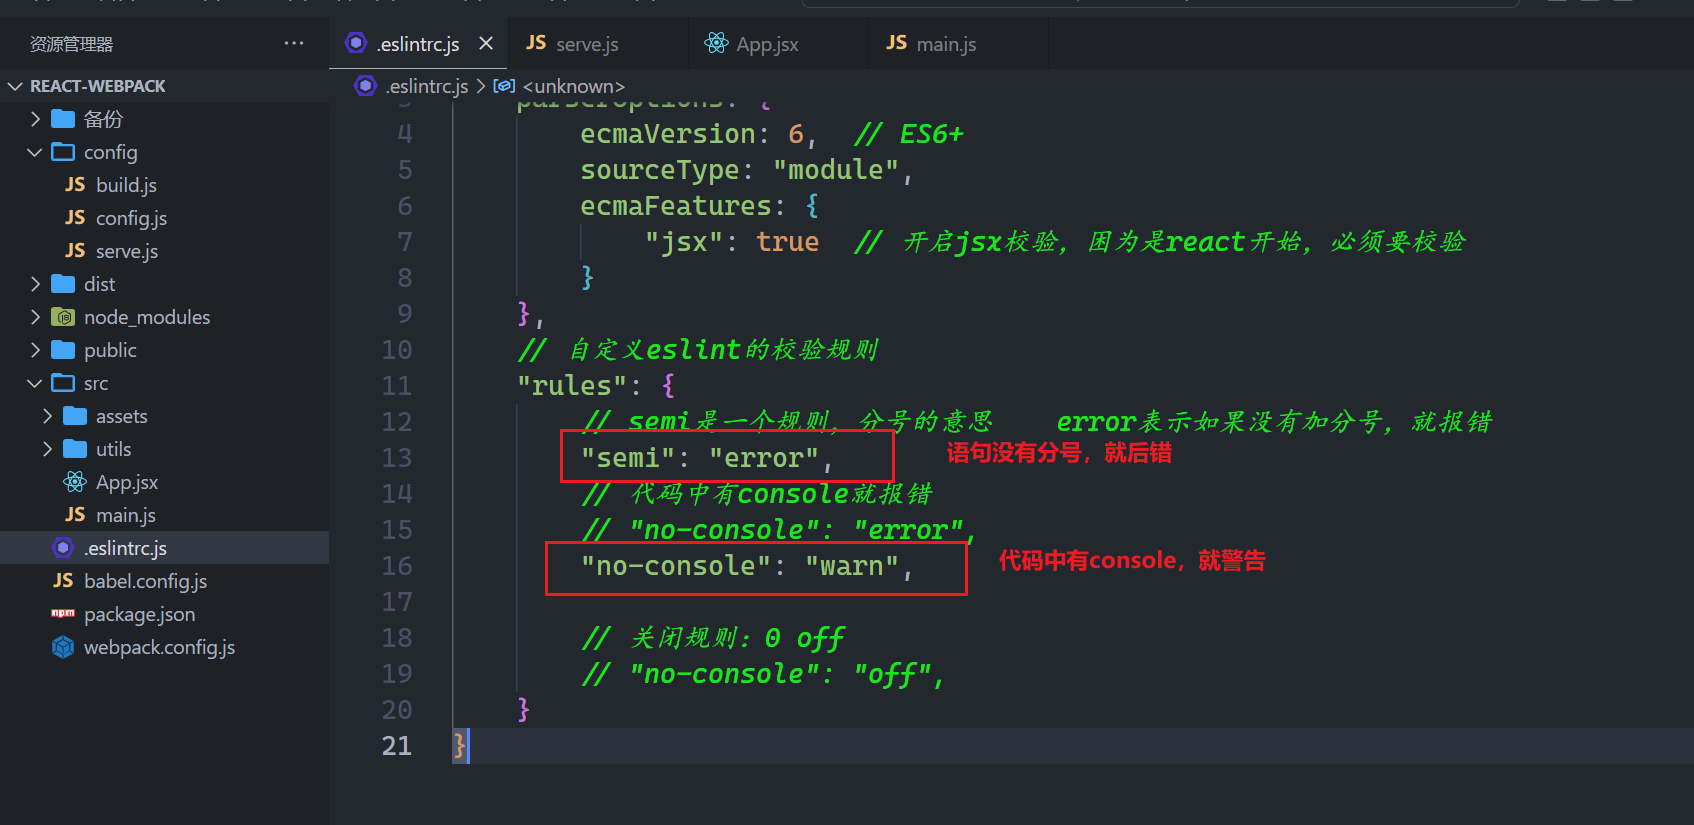 资源管理器
REACT-WEBPACK
备份
config
JS build.js
JS config.js
JS serve.js
dist
node_modules
public
src
assets
utils
App.jsx
JS main.js
.eslintrc.js
JS babel.config.js
package.json
webpack.config.js
.eslintrc.js
JS serve.js
App.jsx
JS main.js
.eslintrc.js > <unknown>
3 parserOptions: {
4 ecmaVersion: 6, // ES6+
5 sourceType: "module",
6 ecmaFeatures: {
7 "jsx": true // 开启jsx校验，因为是react开始，必须要校验
8 }
9 },
10 // 自定义eslint的校验规则
11 "rules": {
12 // semi是一个规则，分号的意思 error表示如果没有加分号，就报错
13 "semi": "error",
语句没有分号，就后错
14 // 代码中有console就报错
15 // "no-console": "error",
16 "no-console": "warn",
代码中有console，就警告
17
18 // 关闭规则：0 off
19 // "no-console": "off",
20 }
21 }